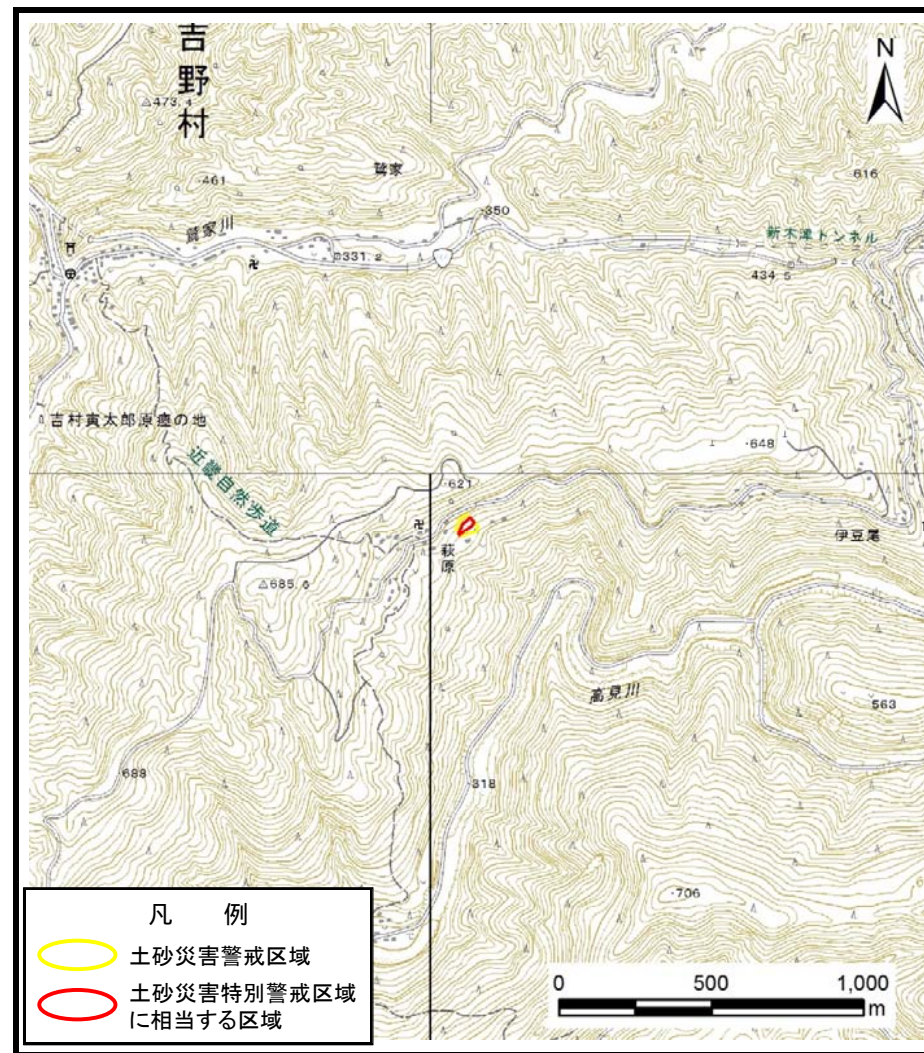 吉野村
N
473.4
461
鷲家
616
鷲家川
350
新木津トンネル
331.2
434.5
吉村寅太郎原瘞の地
648
近畿自然歩道
621
萩原
伊豆尾
685.6
高見川
563
688
318
706
凡 例
土砂災害警戒区域
土砂災害特別警戒区域
に相当する区域
0 500 1,000
m